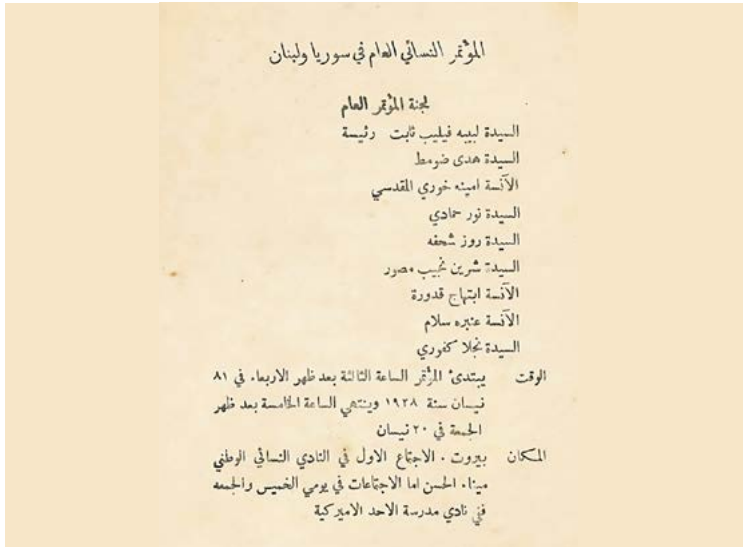 المؤتمر النسائي العام في سوريا ولبنان
لجنة المؤتمر العام
السيدة لبيبه فيليب ثابت رئيسة
السيدة هدى ضومط
الآنسة امينه خوري المقدسي
السيدة نور حمادي
السيدة روز شحفه
السيدة شرين نجيب مصور
الآنسة ابتهاج قدورة
الآنسة عنبره سلام
السيدة نجلا كفوري
الوقت يبتدئ المؤتمر الساعة الثالثة بعد ظهر الاربعاء في ٨١
نيسان سنة ١٩٢٨ وينتهي الساعة الخامسة بعد ظهر
الجمعة في ٢٠ نيسان
المكان بيروت . الاجتماع الاول في النادي النسائي الوطني
ميناء الحسن اما الاجتماعات في يومي الخميس والجمعه
ففي نادي مدرسة الاحد الاميركية